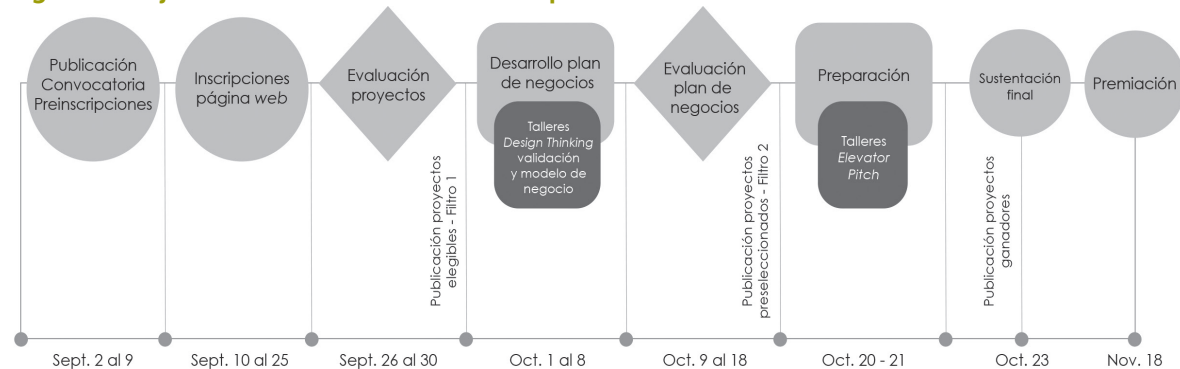 Publicación
Convocatoria
Preinscripciones
Inscripciones
página web
Evaluación
proyectos
Desarrollo plan
de negocios
Talleres
Design Thinking
validación
y modelo de
negocio
Evaluación
plan de
negocios
Preparación
Talleres
Elevator
Pitch
Sustentación
final
Premiación
Publicación proyectos
elegibles - Filtro 1
Publicación proyectos
preseleccionados - Filtro 2
Publicación proyectos
ganadores
Sept. 2 al 9
Sept. 10 al 25
Sept. 26 al 30
Oct. 1 al 8
Oct. 9 al 18
Oct. 20 - 21
Oct. 23
Nov. 18